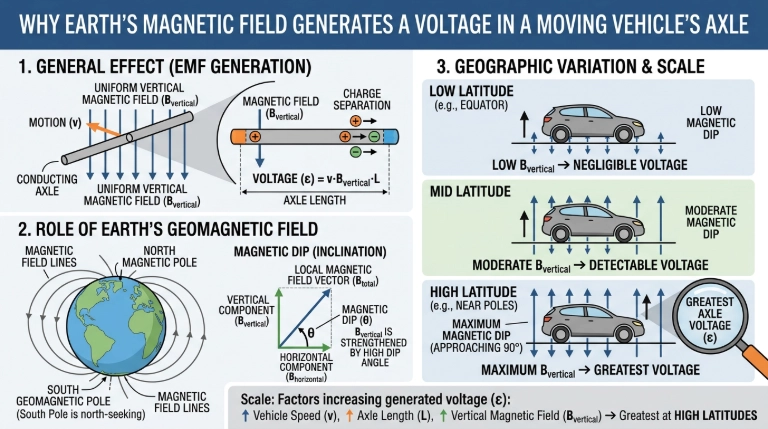 WHY EARTH'S MAGNETIC FIELD GENERATES A VOLTAGE IN A MOVING VEHICLE'S AXLE
1. GENERAL EFFECT (EMF GENERATION)
UNIFORM VERTICAL
MAGNETIC FIELD (Bvertical)
MOTION (v)
CONDUCTING
AXLE
UNIFORM VERTICAL
MAGNETIC FIELD (Bvertical)
MAGNETIC FIELD
(Bvertical)
CHARGE
SEPARATION
+
+
+
−
−
VOLTAGE (ε) = v·Bvertical·L
AXLE LENGTH
2. ROLE OF EARTH'S GEOMAGNETIC FIELD
MAGNETIC
FIELD LINES
NORTH
MAGNETIC POLE
SOUTH
GEOMAGNETIC POLE
(South Pole is north-seeking)
MAGNETIC
FIELD LINES
MAGNETIC DIP (INCLINATION)
LOCAL MAGNETIC
FIELD VECTOR (Btotal)
VERTICAL
COMPONENT
(Bvertical)
θ
MAGNETIC
DIP (θ)
Bvertical IS
STRENGTHENED
BY HIGH DIP
ANGLE
HORIZONTAL
COMPONENT
(Bhorizontal)
3. GEOGRAPHIC VARIATION & SCALE
LOW LATITUDE
(e.g., EQUATOR)
LOW
MAGNETIC
DIP
LOW Bvertical → NEGLIGIBLE VOLTAGE
MID LATITUDE
MODERATE
MAGNETIC
DIP
MODERATE Bvertical → DETECTABLE VOLTAGE
HIGH LATITUDE
(e.g., NEAR POLES)
MAXIMUM
MAGNETIC DIP
(APPROACHING 90°)
GREATEST
AXLE
VOLTAGE
(ε)
MAXIMUM Bvertical → GREATEST VOLTAGE
Scale: Factors increasing generated voltage (ε):
↑ Vehicle Speed (v), ↑ Axle Length (L), ↑ Vertical Magnetic Field (Bvertical) → Greatest at HIGH LATITUDES